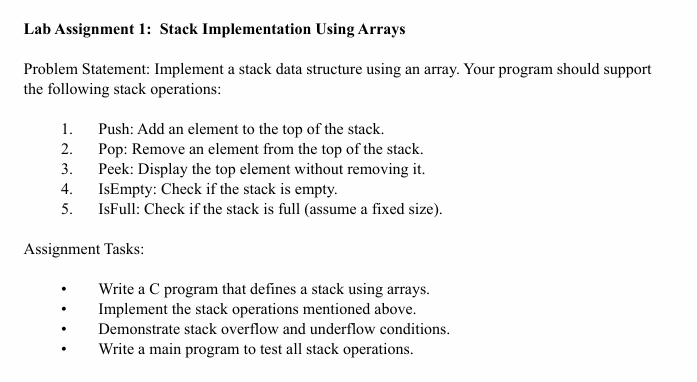 Lab Assignment 1:  Stack Implementation Using Arrays
Problem Statement: Implement a stack data structure using an array. Your program should support
the following stack operations:
1. Push: Add an element to the top of the stack.
2. Pop: Remove an element from the top of the stack.
3. Peek: Display the top element without removing it.
4. IsEmpty: Check if the stack is empty.
5. IsFull: Check if the stack is full (assume a fixed size).
Assignment Tasks:
• Write a C program that defines a stack using arrays.
• Implement the stack operations mentioned above.
• Demonstrate stack overflow and underflow conditions.
• Write a main program to test all stack operations.